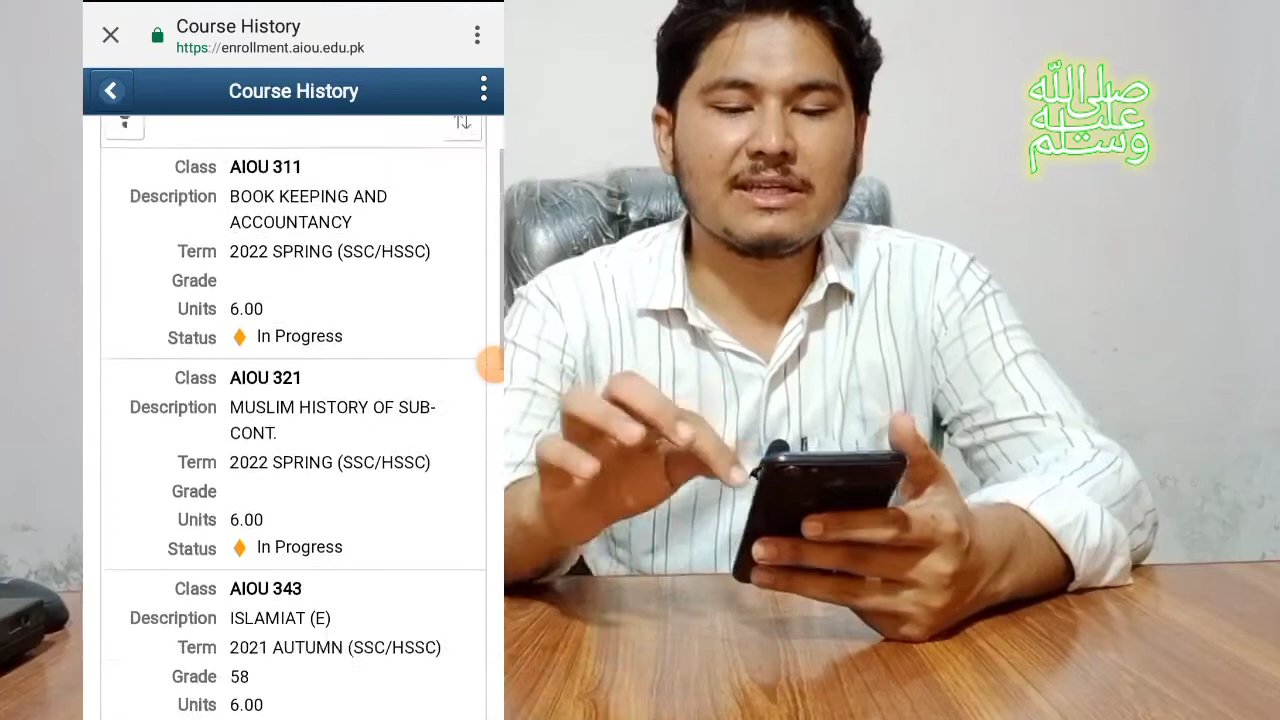 Course History
https://enrollment.aiou.edu.pk
Course History
Class AIOU 311
Description BOOK KEEPING AND
ACCOUNTANCY
Term 2022 SPRING (SSC/HSSC)
Grade
Units 6.00
Status In Progress
Class AIOU 321
Description MUSLIM HISTORY OF SUB-
CONT.
Term 2022 SPRING (SSC/HSSC)
Grade
Units 6.00
Status In Progress
Class AIOU 343
Description ISLAMIAT (E)
Term 2021 AUTUMN (SSC/HSSC)
Grade 58
Units 6.00
صلى الله
عليه
وسلم